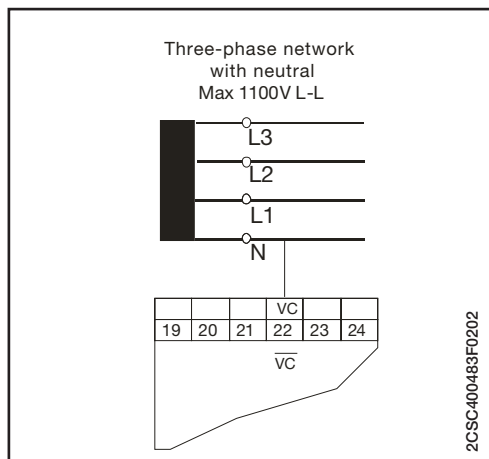 Three-phase network
with neutral
Max 1100V L-L
L3
L2
L1
N
VC
19 20 21 22 23 24
VC
2CSC400483F0202